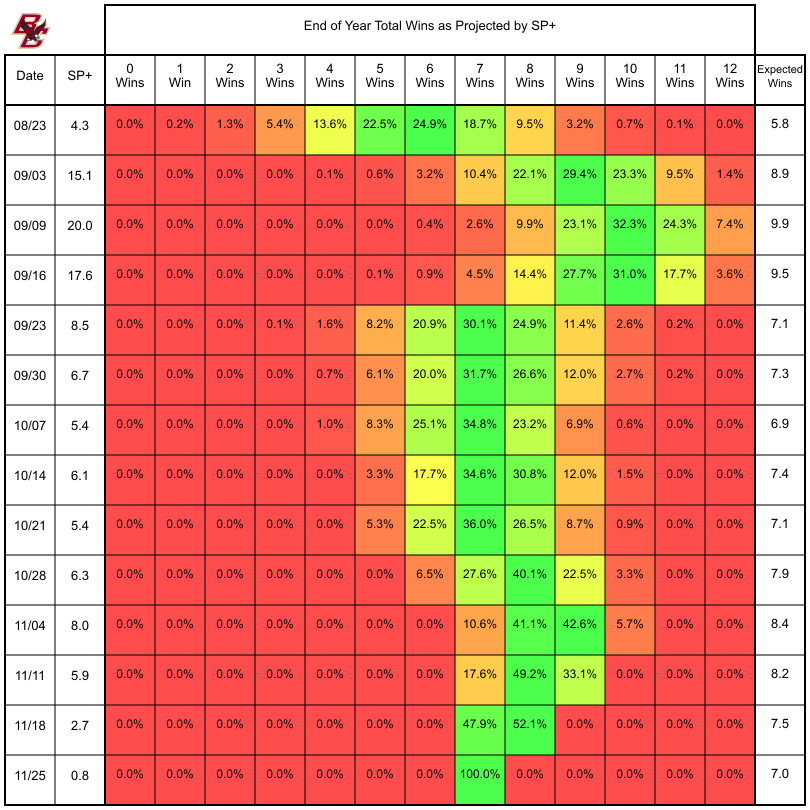 End of Year Total Wins as Projected by SP+
Date SP+ 0 Wins 1 Win 2 Wins 3 Wins 4 Wins 5 Wins 6 Wins 7 Wins 8 Wins 9 Wins 10 Wins 11 Wins 12 Wins Expected Wins
08/23 4.3 0.0% 0.2% 1.3% 5.4% 13.6% 22.5% 24.9% 18.7% 9.5% 3.2% 0.7% 0.1% 0.0% 5.8
09/03 15.1 0.0% 0.0% 0.0% 0.0% 0.1% 0.6% 3.2% 10.4% 22.1% 29.4% 23.3% 9.5% 1.4% 8.9
09/09 20.0 0.0% 0.0% 0.0% 0.0% 0.0% 0.0% 0.4% 2.6% 9.9% 23.1% 32.3% 24.3% 7.4% 9.9
09/16 17.6 0.0% 0.0% 0.0% 0.0% 0.0% 0.1% 0.9% 4.5% 14.4% 27.7% 31.0% 17.7% 3.6% 9.5
09/23 8.5 0.0% 0.0% 0.0% 0.1% 1.6% 8.2% 20.9% 30.1% 24.9% 11.4% 2.6% 0.2% 0.0% 7.1
09/30 6.7 0.0% 0.0% 0.0% 0.0% 0.7% 6.1% 20.0% 31.7% 26.6% 12.0% 2.7% 0.2% 0.0% 7.3
10/07 5.4 0.0% 0.0% 0.0% 0.0% 1.0% 8.3% 25.1% 34.8% 23.2% 6.9% 0.6% 0.0% 0.0% 6.9
10/14 6.1 0.0% 0.0% 0.0% 0.0% 0.0% 3.3% 17.7% 34.6% 30.8% 12.0% 1.5% 0.0% 0.0% 7.4
10/21 5.4 0.0% 0.0% 0.0% 0.0% 0.0% 5.3% 22.5% 36.0% 26.5% 8.7% 0.9% 0.0% 0.0% 7.1
10/28 6.3 0.0% 0.0% 0.0% 0.0% 0.0% 0.0% 6.5% 27.6% 40.1% 22.5% 3.3% 0.0% 0.0% 7.9
11/04 8.0 0.0% 0.0% 0.0% 0.0% 0.0% 0.0% 0.0% 10.6% 41.1% 42.6% 5.7% 0.0% 0.0% 8.4
11/11 5.9 0.0% 0.0% 0.0% 0.0% 0.0% 0.0% 0.0% 17.6% 49.2% 33.1% 0.0% 0.0% 0.0% 8.2
11/18 2.7 0.0% 0.0% 0.0% 0.0% 0.0% 0.0% 0.0% 47.9% 52.1% 0.0% 0.0% 0.0% 0.0% 7.5
11/25 0.8 0.0% 0.0% 0.0% 0.0% 0.0% 0.0% 0.0% 100.0% 0.0% 0.0% 0.0% 0.0% 0.0% 7.0